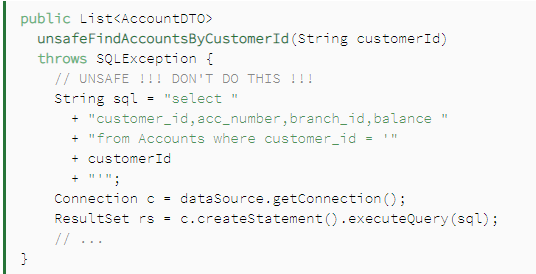 public List<AccountDTO>
unsafeFindAccountsByCustomerId(String customerId)
throws SQLException {
// UNSAFE !!! DON'T DO THIS !!!
String sql = "select "
+ "customer_id,acc_number,branch_id,balance "
+ "from Accounts where customer_id = '"
+ customerId
+ "'";
Connection c = dataSource.getConnection();
ResultSet rs = c.createStatement().executeQuery(sql);
// ...
}